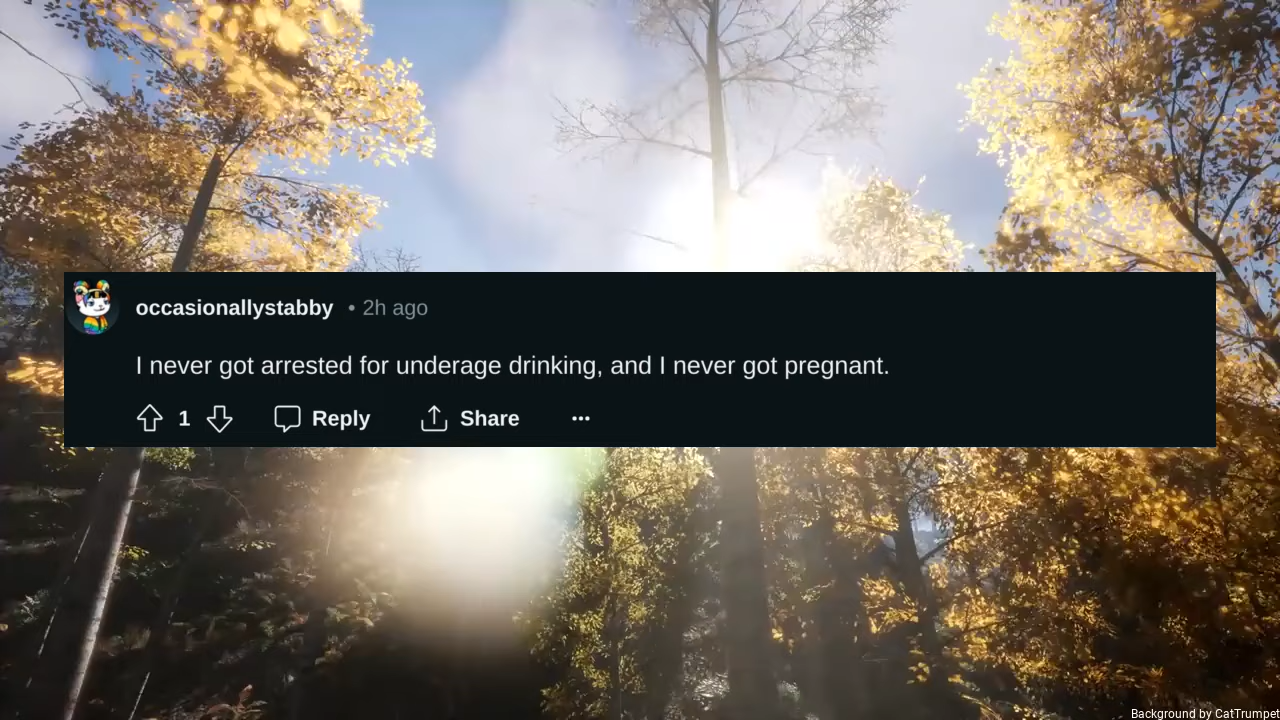 occasionallystabby • 2h ago
I never got arrested for underage drinking, and I never got pregnant.
1 Reply Share ···
Background by CatTrumpet